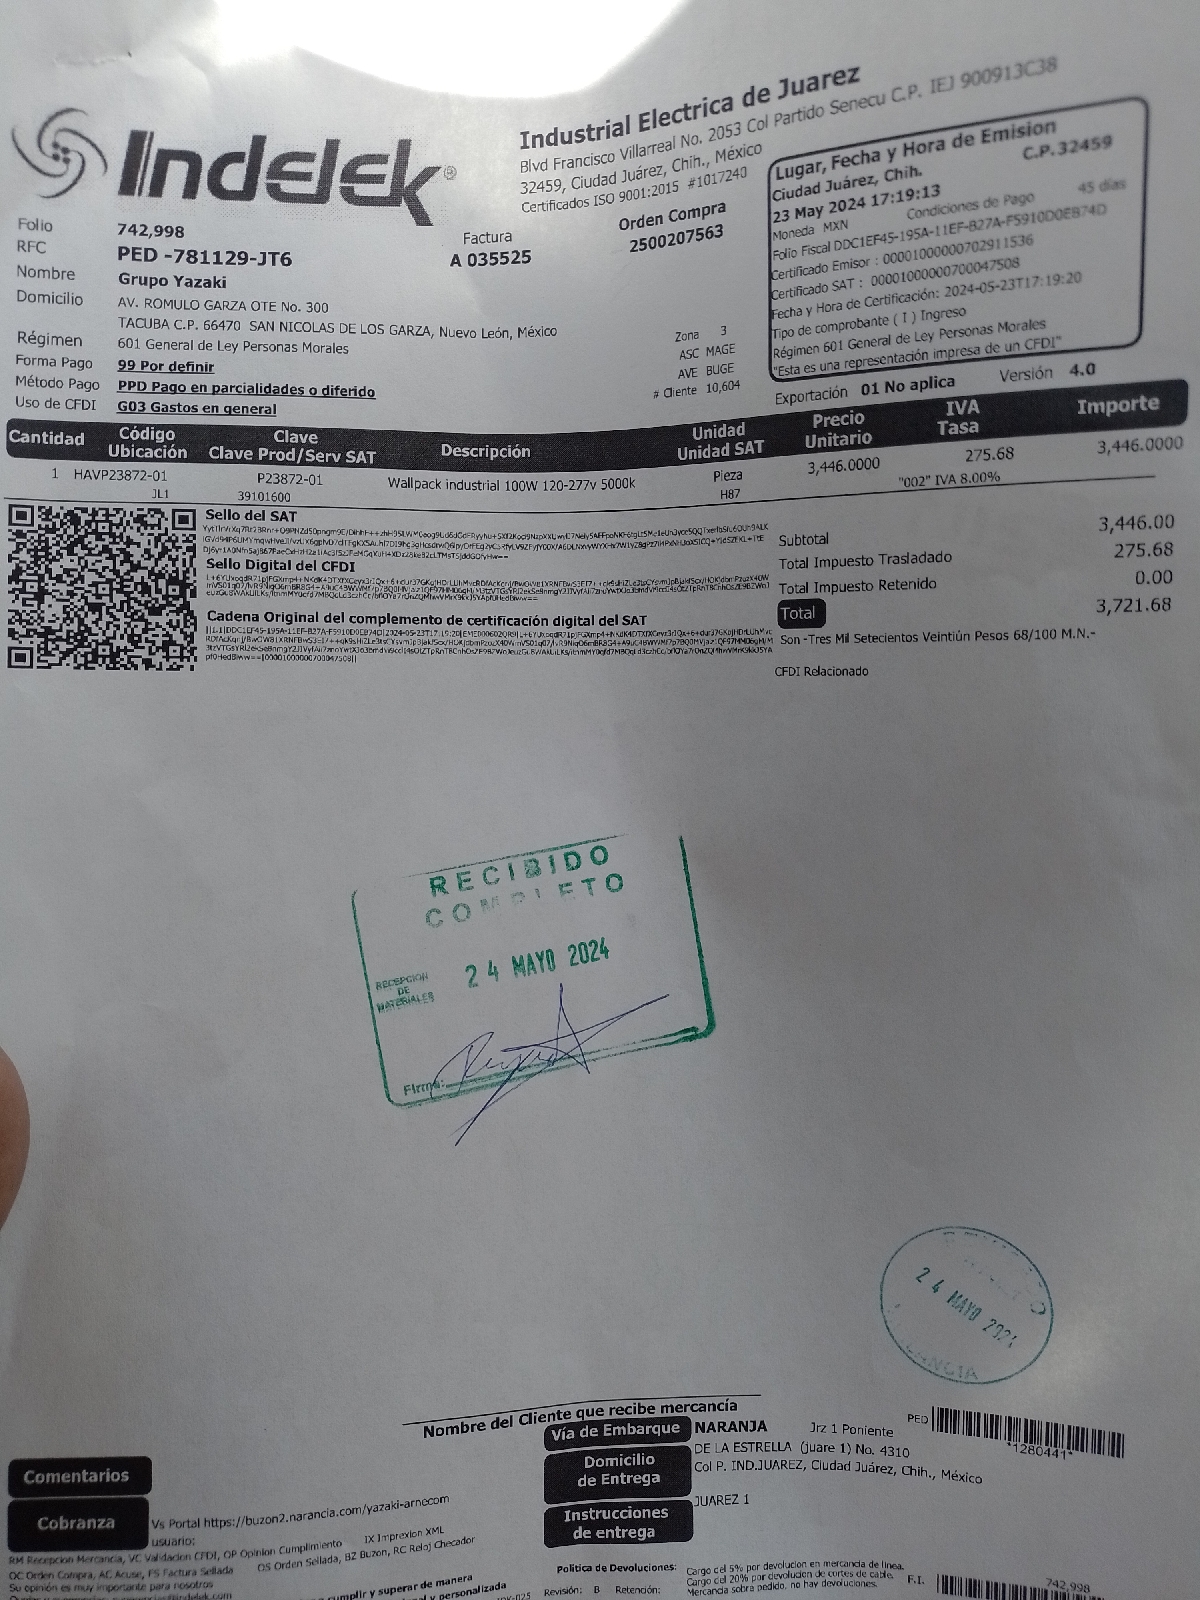 Indelek®
Industrial Electrica de Juarez
Blvd Francisco Villarreal No. 2053 Col Partido Senecu C.P. IEJ 900913C38
32459, Ciudad Juárez, Chih., México
Certificados ISO 9001:2015 #1017240
Lugar, Fecha y Hora de Emision
C.P. 32459
Ciudad Juárez, Chih.
23 May 2024 17:19:13
Moneda MXN
Condiciones de Pago 45 días
Folio Fiscal DDC1EF45-195A-11EF-B27A-F5910D0EB74D
Certificado Emisor : 00001000000702911536
Certificado SAT : 00001000000700047508
Fecha y Hora de Certificación: 2024-05-23T17:19:20
Tipo de comprobante ( I ) Ingreso
Régimen 601 General de Ley Personas Morales
"Esta es una representación impresa de un CFDI"
Folio 742,998
Factura
A 035525
Orden Compra
2500207563
RFC PED -781129-JT6
Nombre Grupo Yazaki
Domicilio AV. ROMULO GARZA OTE No. 300
TACUBA C.P. 66470 SAN NICOLAS DE LOS GARZA, Nuevo León, México
Régimen 601 General de Ley Personas Morales
Forma Pago 99 Por definir
Método Pago PPD Pago en parcialidades o diferido
Uso de CFDI G03 Gastos en general
Zona 3
ASC MAGE
AVE BUGE
# Cliente 10,604
Exportación 01 No aplica Versión 4.0
Cantidad Código Ubicación Clave Clave Prod/Serv SAT Descripción Unidad Unidad SAT Precio Unitario IVA Tasa Importe
1 HAVP23872-01 P23872-01 Wallpack industrial 100W 120-277v 5000k Pieza 3,446.0000 275.68 3,446.0000
JL1 39101600 H87 "002" IVA 8.00%
Sello del SAT
Sello Digital del CFDI
Cadena Original del complemento de certificación digital del SAT
Subtotal 3,446.00
Total Impuesto Trasladado 275.68
Total Impuesto Retenido 0.00
Total 3,721.68
Son -Tres Mil Setecientos Veintiún Pesos 68/100 M.N.-
CFDI Relacionado
RECIBIDO
COMPLETO
24 MAYO 2024
RECEPCION
DE
MATERIALES
Firma:
24 MAYO 2024
Nombre del Cliente que recibe mercancía
Vía de Embarque NARANJA Jrz 1 Poniente
PED *1280441*
Domicilio de Entrega
DE LA ESTRELLA (juare 1) No. 4310
Col P. IND.JUAREZ, Ciudad Juárez, Chih., México
Instrucciones de entrega
JUAREZ 1
Comentarios
Cobranza
Vs Portal https://buzon2.narancia.com/yazaki-arnecom
usuario:
IX Impresion XML
RM Recepcion Mercancia, VC Validacion CFDI, OP Opinion Cumplimiento
OS Orden Sellada, BZ Buzon, RC Reloj Checador
OC Orden Compra, AC Acuse, FS Factura Sellada
Su opinión es muy importante para nosotros
Política de Devoluciones:
Cargo del 5% por devolucion en mercancia de linea.
Cargo del 20% por devolucion de cortes de cable.
Mercancia sobre pedido, no hay devoluciones.
Revisión: B Retención:
F.I. 742,998